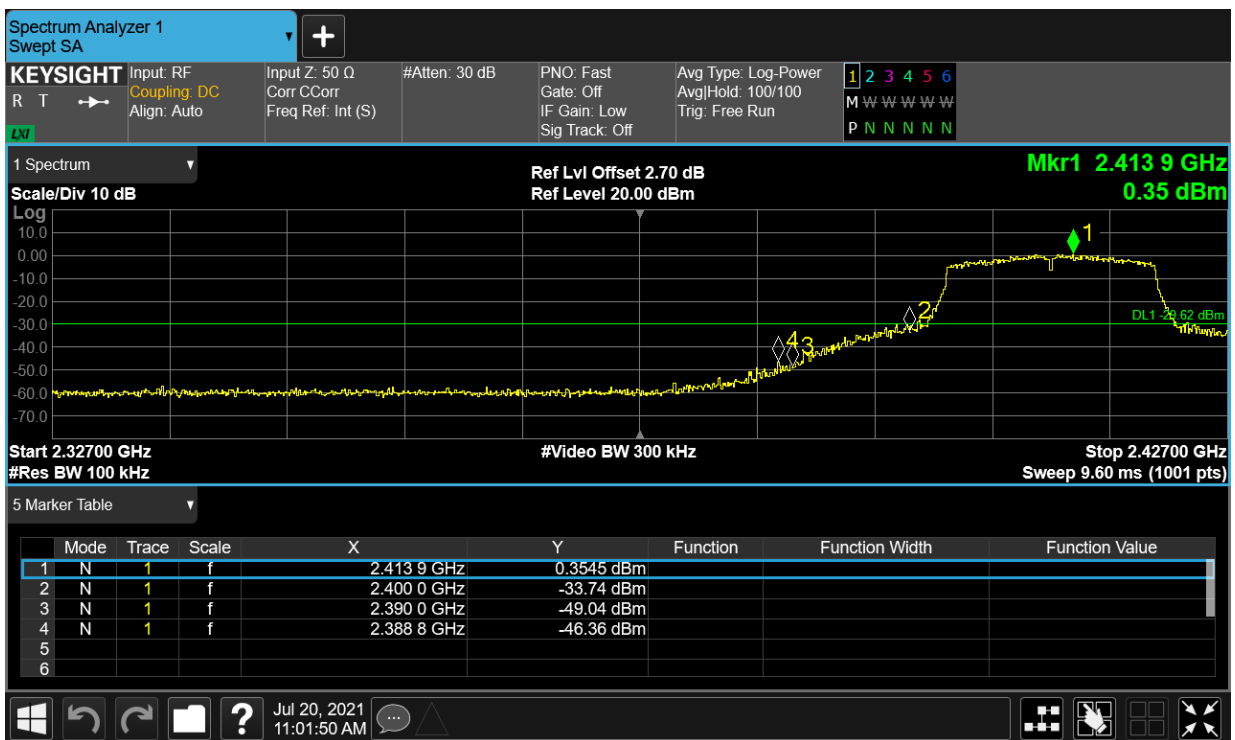 Spectrum Analyzer 1
Swept SA
+
KEYSIGHT
R T
LXI
Input: RF
Coupling: DC
Align: Auto
Input Z: 50 Ω
Corr CCorr
Freq Ref: Int (S)
#Atten: 30 dB
PNO: Fast
Gate: Off
IF Gain: Low
Sig Track: Off
Avg Type: Log-Power
Avg|Hold: 100/100
Trig: Free Run
1 2 3 4 5 6
M W W W W W
P N N N N N
1 Spectrum
Scale/Div 10 dB
Ref Lvl Offset 2.70 dB
Ref Level 20.00 dBm
Mkr1 2.413 9 GHz
0.35 dBm
Log
10.0
0.00
-10.0
-20.0
-30.0
-40.0
-50.0
-60.0
-70.0
1
2
4 3
DL1 -29.62 dBm
Start 2.32700 GHz
#Video BW 300 kHz
Stop 2.42700 GHz
#Res BW 100 kHz
Sweep 9.60 ms (1001 pts)
5 Marker Table
Mode Trace Scale X Y Function Function Width Function Value
1 N 1 f 2.413 9 GHz 0.3545 dBm
2 N 1 f 2.400 0 GHz -33.74 dBm
3 N 1 f 2.390 0 GHz -49.04 dBm
4 N 1 f 2.388 8 GHz -46.36 dBm
5
6
?
Jul 20, 2021
11:01:50 AM